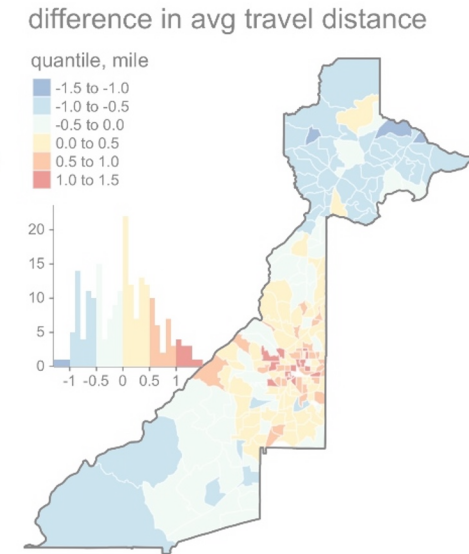 difference in avg travel distance
quantile, mile
-1.5 to -1.0
-1.0 to -0.5
-0.5 to 0.0
0.0 to 0.5
0.5 to 1.0
1.0 to 1.5
20
15
10
5
0
-1 -0.5 0 0.5 1